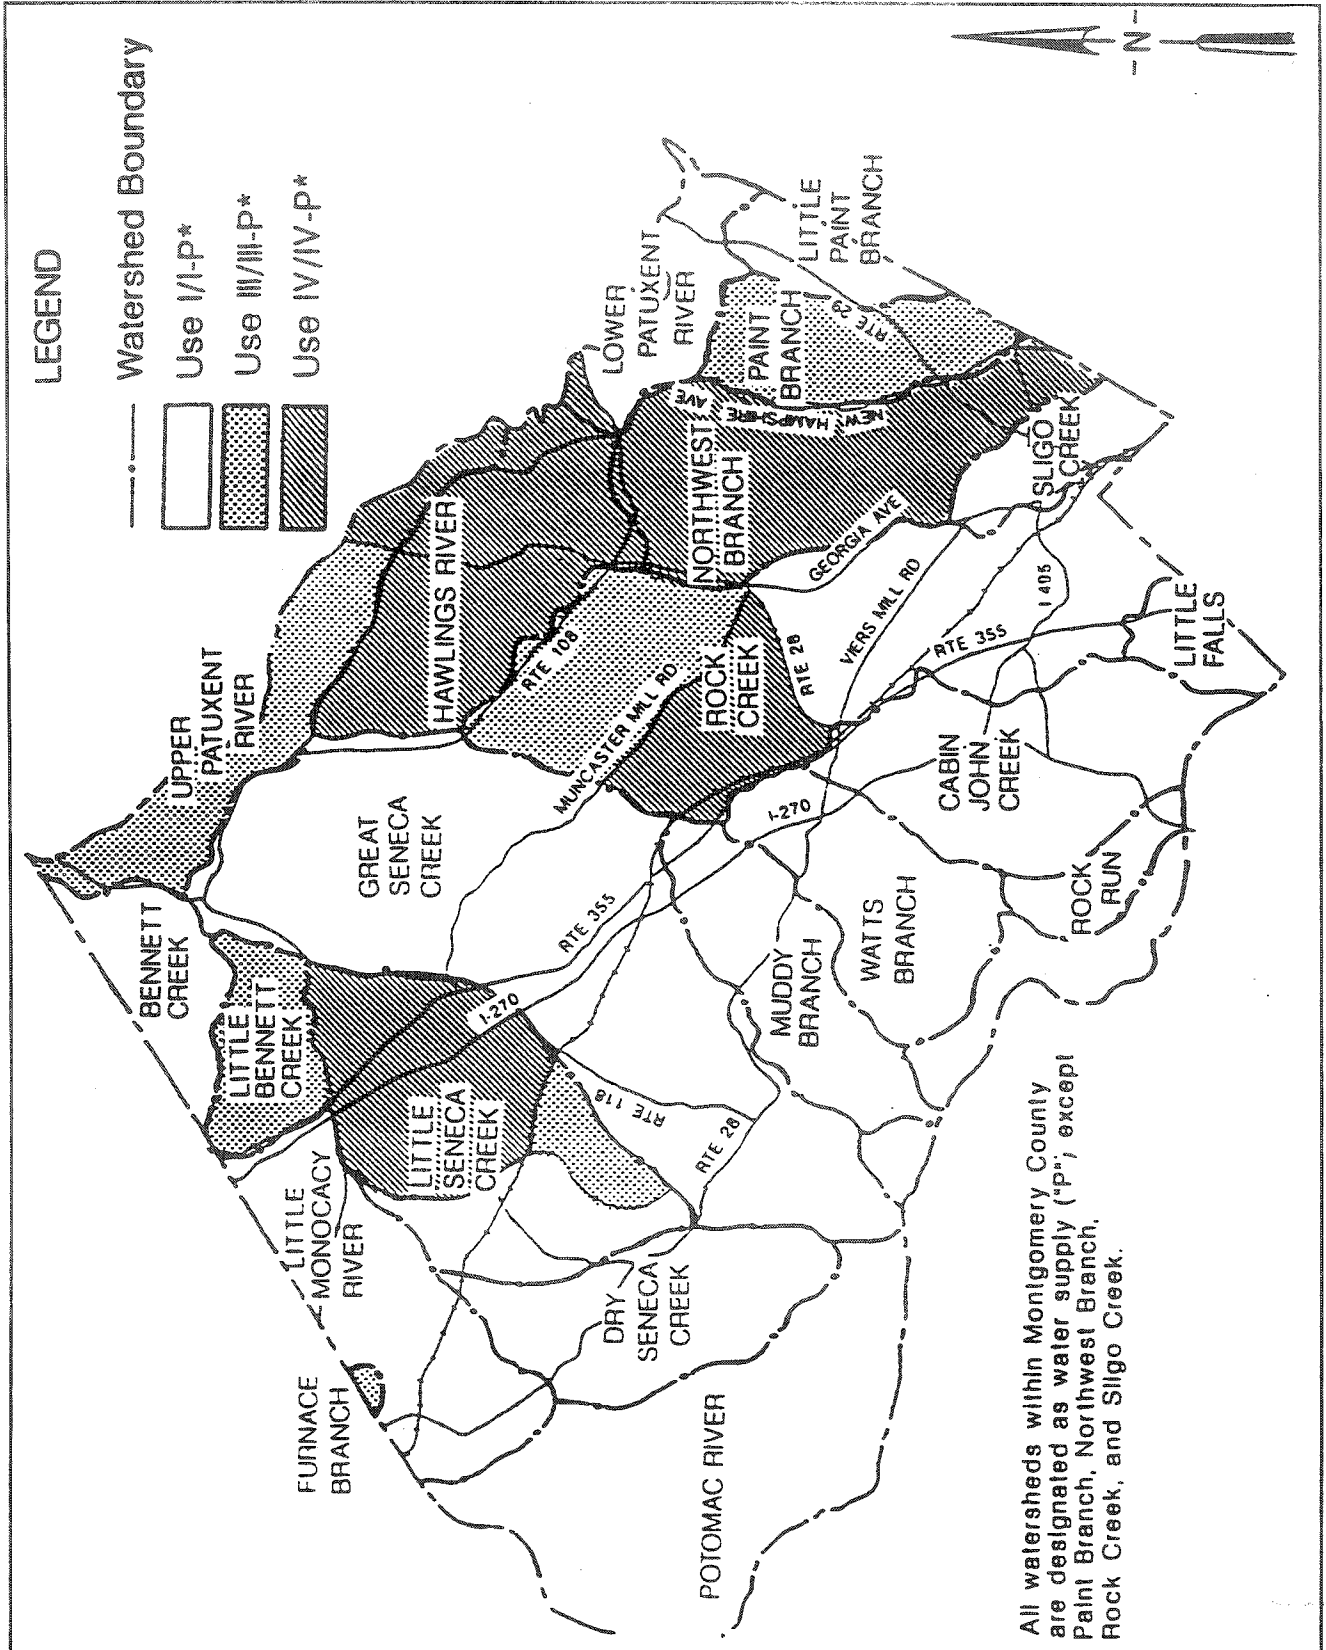 LEGEND
Watershed Boundary
Use I/I-P*
Use III/III-P*
Use IV/IV-P*
- N -
UPPER
PATUXENT
RIVER
BENNETT
CREEK
LITTLE
BENNETT
CREEK
GREAT
SENECA
CREEK
HAWLINGS RIVER
RTE 108
MUNCASTER MILL RD
LOWER
PATUXENT
RIVER
LITTLE
PAINT
BRANCH
PAINT
BRANCH
RTE 29
NEW
HAMPSHIRE
AVE
NORTHWEST
BRANCH
GEORGIA AVE
ROCK
CREEK
RTE 28
VIERS MILL RD
SLIGO
CREEK
I 495
RTE 355
LITTLE
FALLS
CABIN
JOHN
CREEK
I-270
ROCK
RUN
WATTS
BRANCH
MUDDY
BRANCH
RTE 355
I-270
LITTLE
SENECA
CREEK
RTE 118
RTE 28
LITTLE
MONOCACY
RIVER
DRY
SENECA
CREEK
FURNACE
BRANCH
POTOMAC RIVER
All watersheds within Montgomery County
are designated as water supply ("P"; except
Paint Branch, Northwest Branch,
Rock Creek, and Sligo Creek.